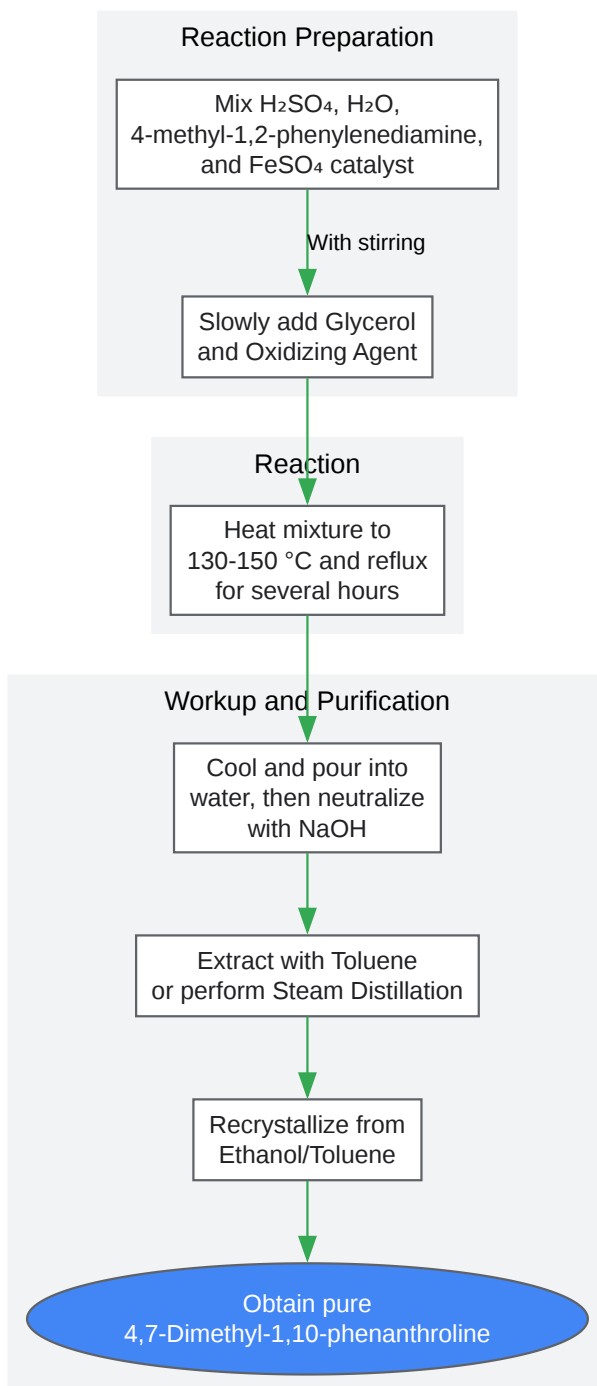 Reaction Preparation
Mix H₂SO₄, H₂O,
4-methyl-1,2-phenylenediamine,
and FeSO₄ catalyst
With stirring
Slowly add Glycerol
and Oxidizing Agent
Reaction
Heat mixture to
130-150 °C and reflux
for several hours
Workup and Purification
Cool and pour into
water, then neutralize
with NaOH
Extract with Toluene
or perform Steam Distillation
Recrystallize from
Ethanol/Toluene
Obtain pure
4,7-Dimethyl-1,10-phenanthroline